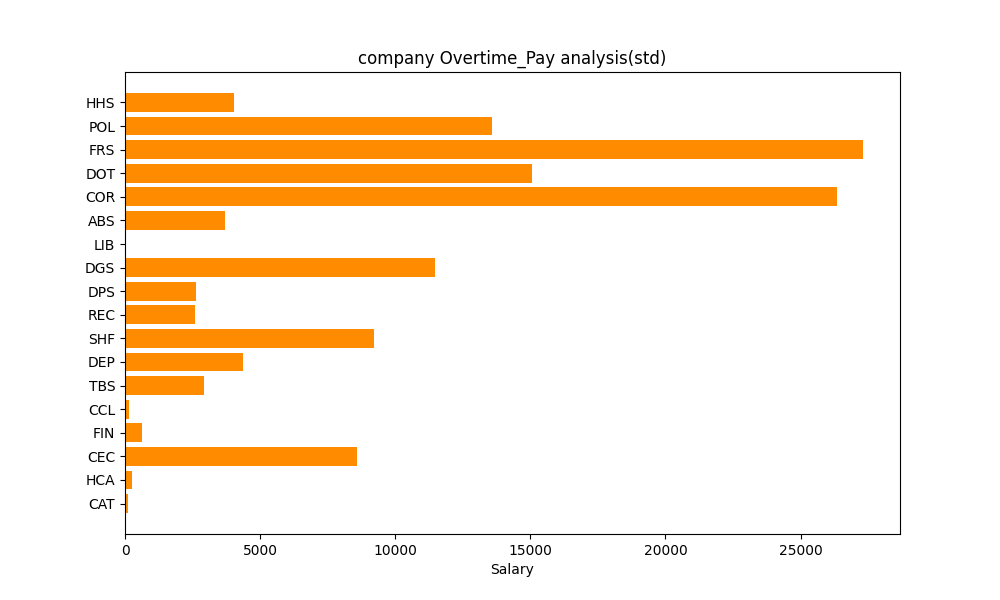 company Overtime_Pay analysis(std)
HHS
POL
FRS
DOT
COR
ABS
LIB
DGS
DPS
REC
SHF
DEP
TBS
CCL
FIN
CEC
HCA
CAT
0 5000 10000 15000 20000 25000
Salary